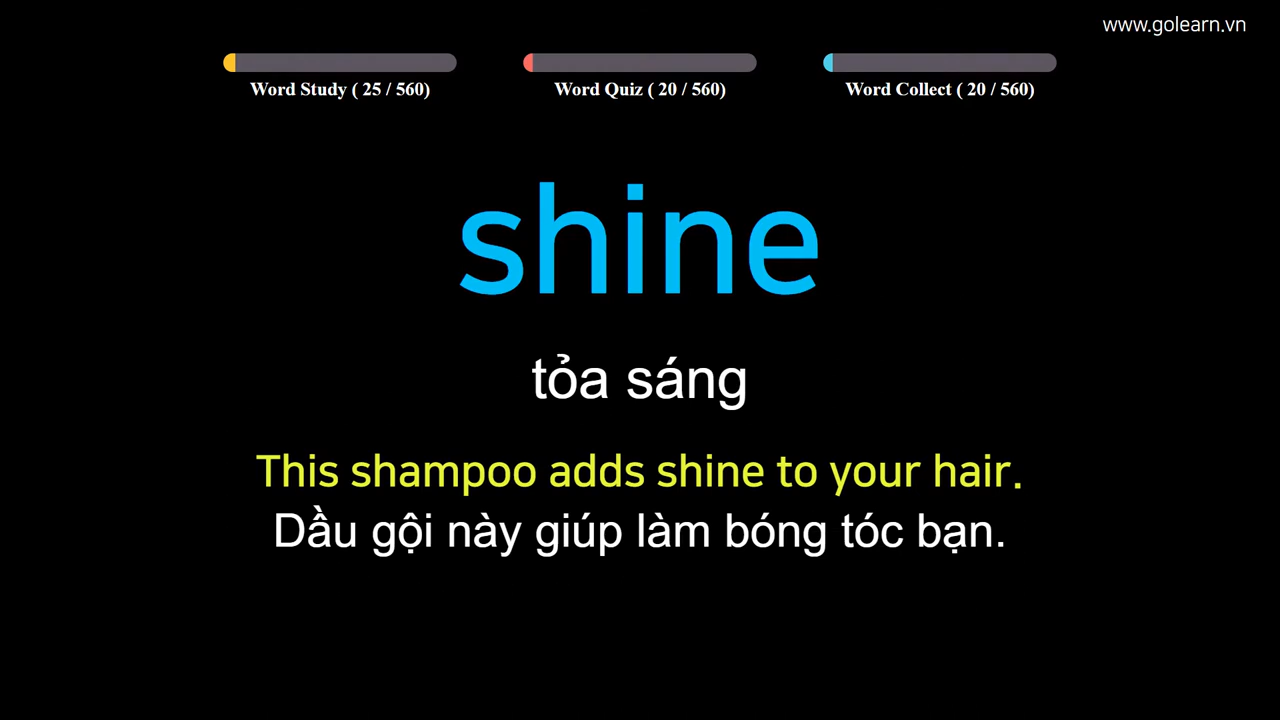 www.golearn.vn
Word Study ( 25 / 560)
Word Quiz ( 20 / 560)
Word Collect ( 20 / 560)
shine
tỏa sáng
This shampoo adds shine to your hair.
Dầu gội này giúp làm bóng tóc bạn.